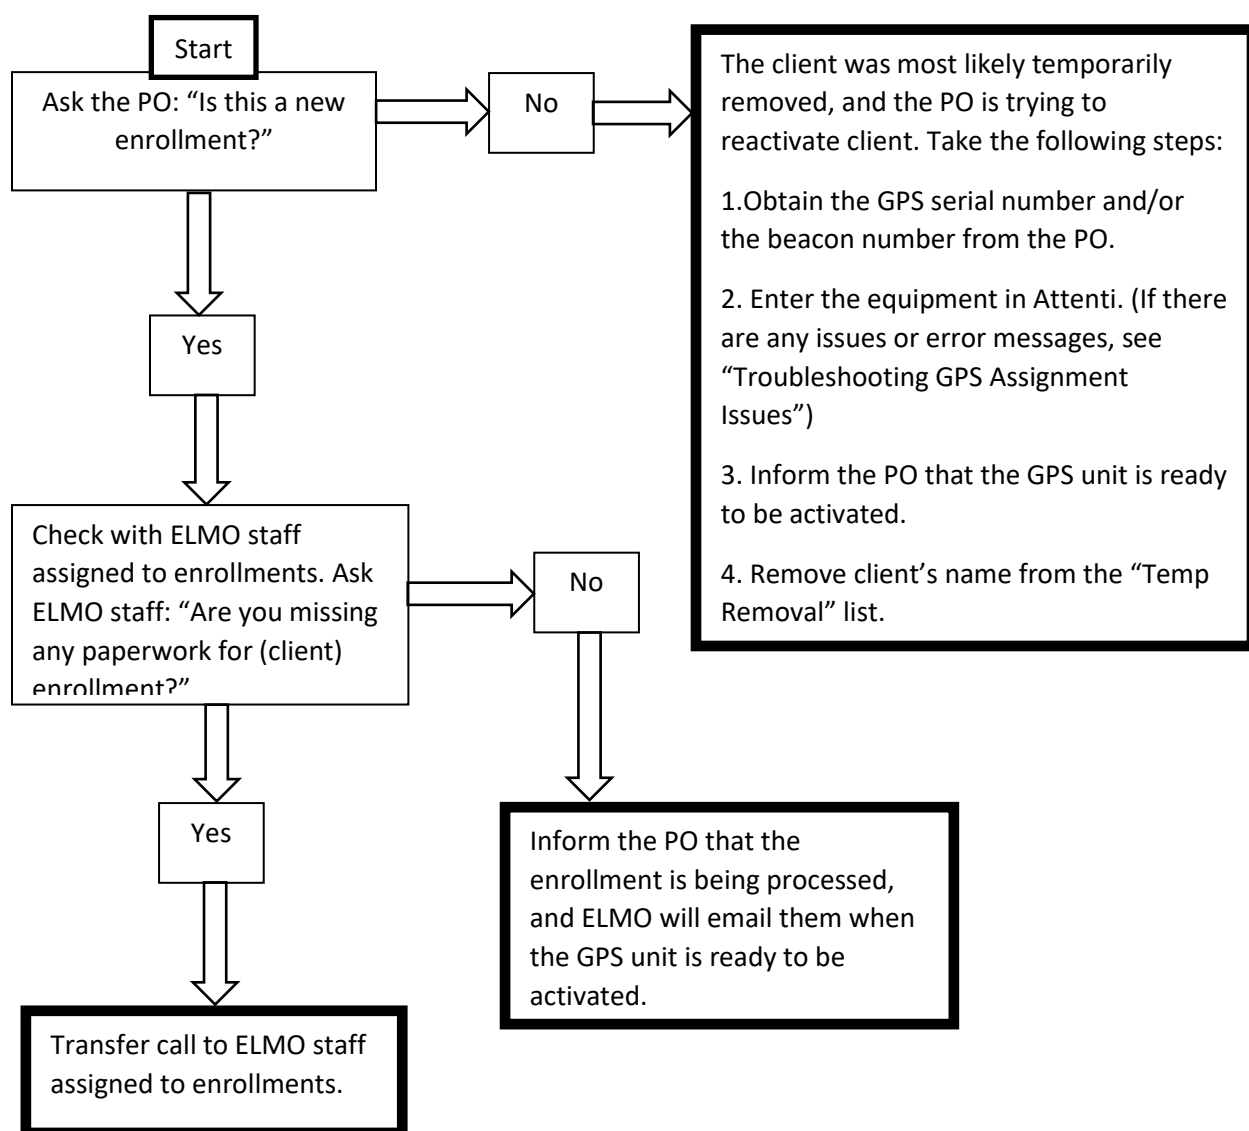 Start
Ask the PO: “Is this a new
enrollment?”
No
The client was most likely temporarily
removed, and the PO is trying to
reactivate client. Take the following steps:
1.Obtain the GPS serial number and/or
the beacon number from the PO.
2. Enter the equipment in Attenti. (If there
are any issues or error messages, see
“Troubleshooting GPS Assignment
Issues”)
3. Inform the PO that the GPS unit is ready
to be activated.
4. Remove client’s name from the “Temp
Removal” list.
Yes
Check with ELMO staff
assigned to enrollments. Ask
ELMO staff: “Are you missing
any paperwork for (client)
enrollment?”
No
Yes
Inform the PO that the
enrollment is being processed,
and ELMO will email them when
the GPS unit is ready to be
activated.
Transfer call to ELMO staff
assigned to enrollments.